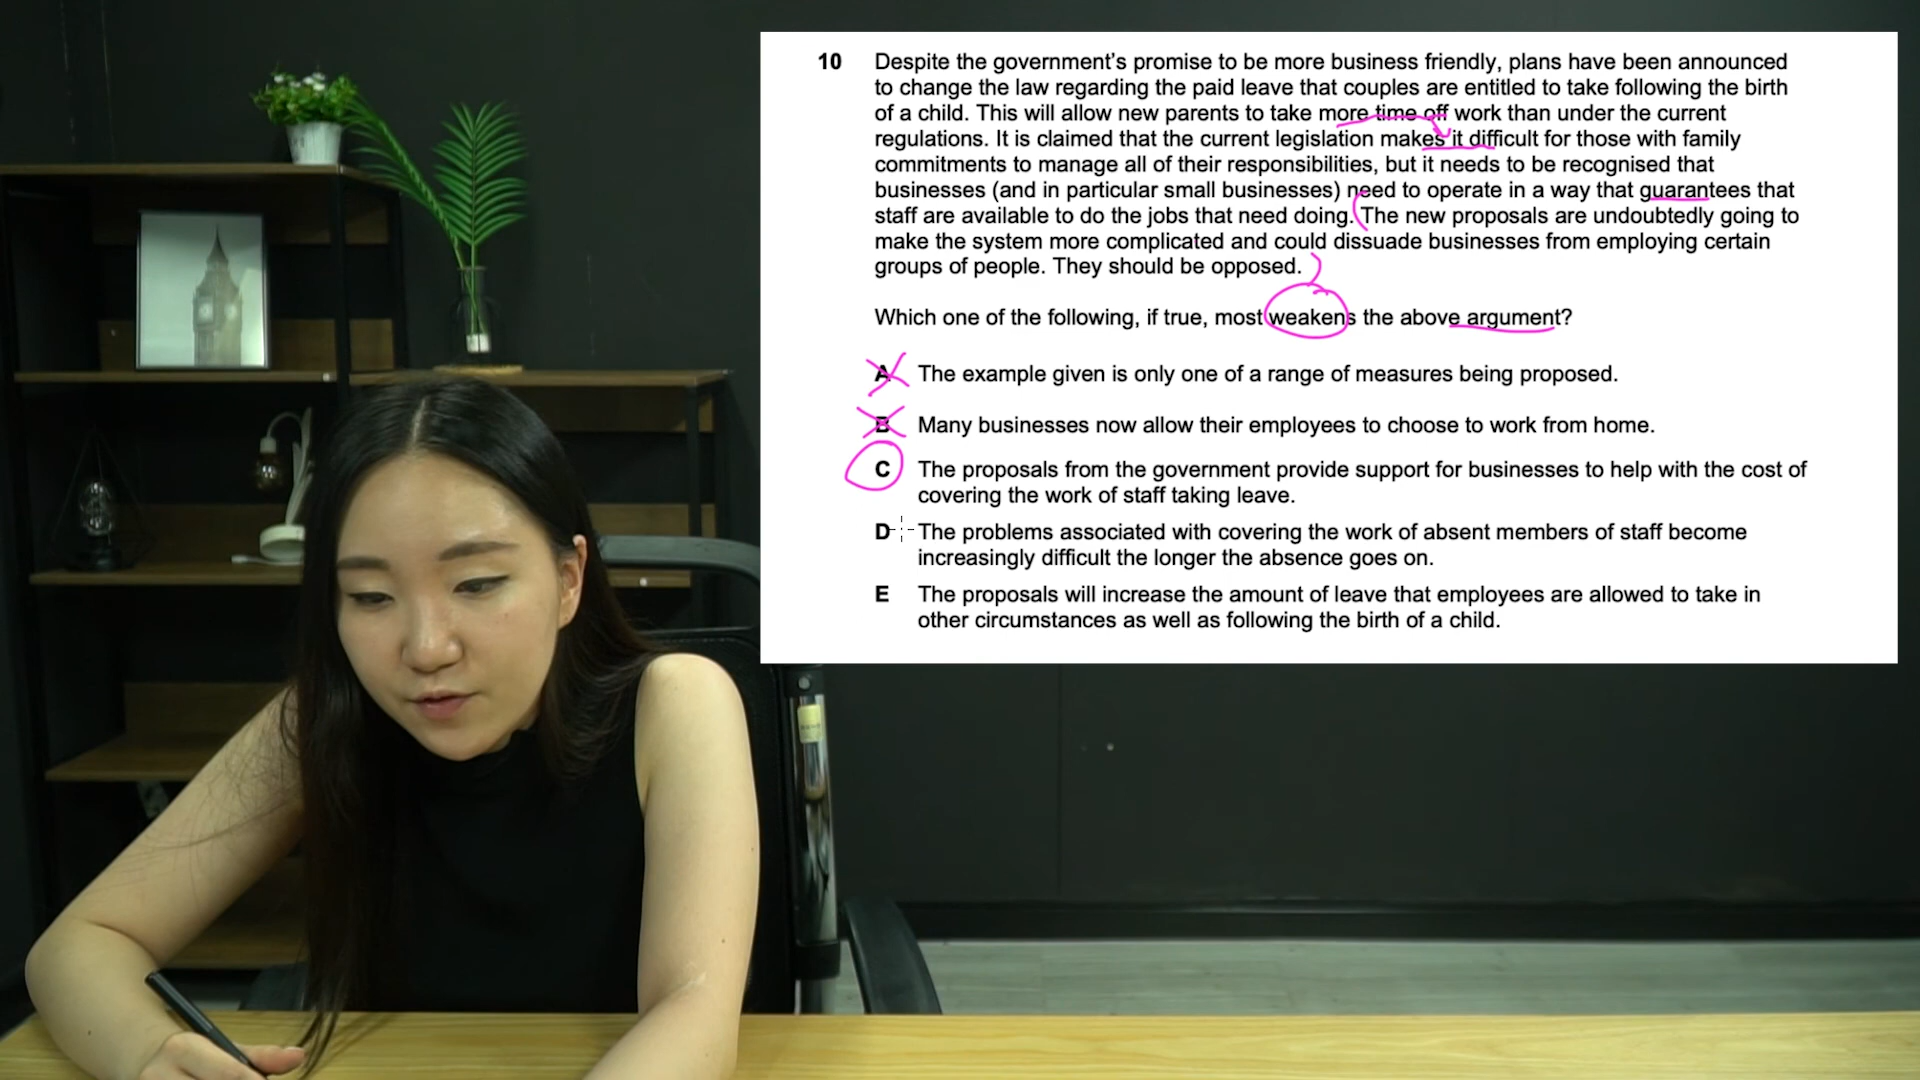 10 Despite the government's promise to be more business friendly, plans have been announced
to change the law regarding the paid leave that couples are entitled to take following the birth
of a child. This will allow new parents to take more time off work than under the current
regulations. It is claimed that the current legislation makes it difficult for those with family
commitments to manage all of their responsibilities, but it needs to be recognised that
businesses (and in particular small businesses) need to operate in a way that guarantees that
staff are available to do the jobs that need doing. The new proposals are undoubtedly going to
make the system more complicated and could dissuade businesses from employing certain
groups of people. They should be opposed.
Which one of the following, if true, most weakens the above argument?
A The example given is only one of a range of measures being proposed.
B Many businesses now allow their employees to choose to work from home.
C The proposals from the government provide support for businesses to help with the cost of
covering the work of staff taking leave.
D The problems associated with covering the work of absent members of staff become
increasingly difficult the longer the absence goes on.
E The proposals will increase the amount of leave that employees are allowed to take in
other circumstances as well as following the birth of a child.